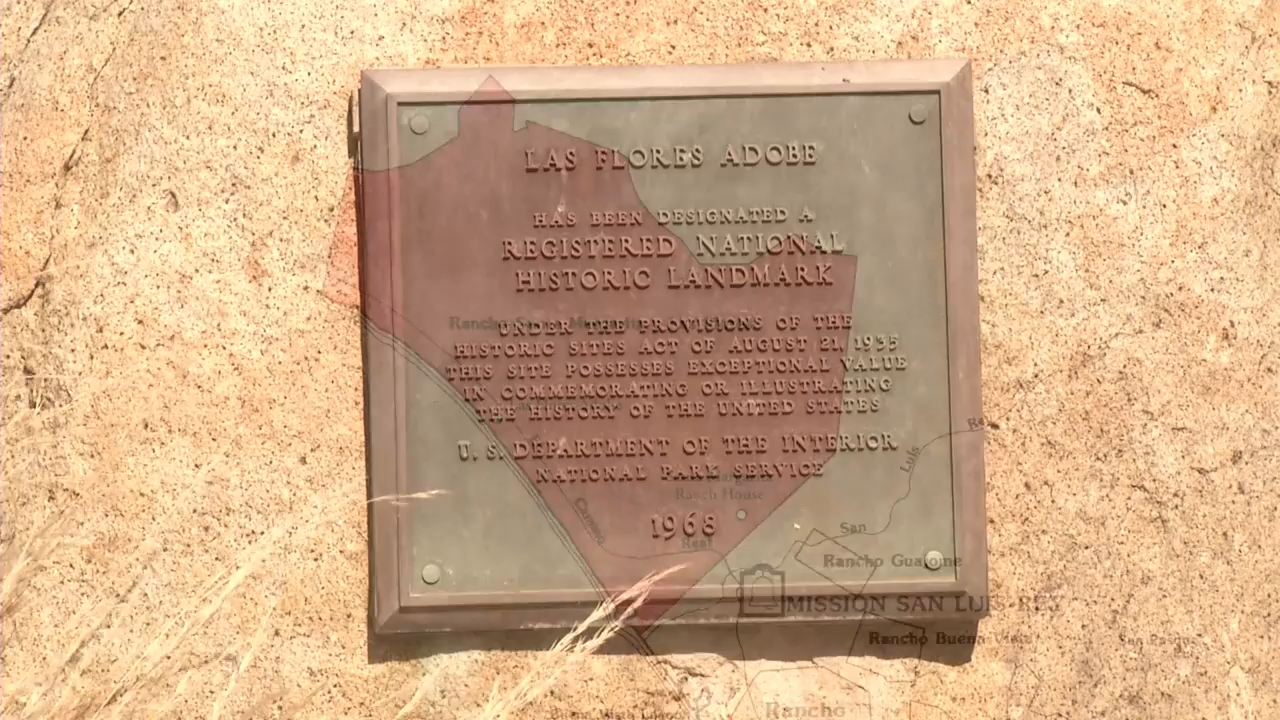 LAS FLORES ADOBE
HAS BEEN DESIGNATED A
REGISTERED NATIONAL
HISTORIC LANDMARK
UNDER THE PROVISIONS OF THE
HISTORIC SITES ACT OF AUGUST 21, 1935
THIS SITE POSSESSES EXCEPTIONAL VALUE
IN COMMEMORATING OR ILLUSTRATING
THE HISTORY OF THE UNITED STATES
U. S. DEPARTMENT OF THE INTERIOR
NATIONAL PARK SERVICE
1968
Rancho
Ranch House
Camino
Real
Luis
San
Rancho Guajome
MISSION SAN LUIS REY
Rancho Buena Vista
Rancho